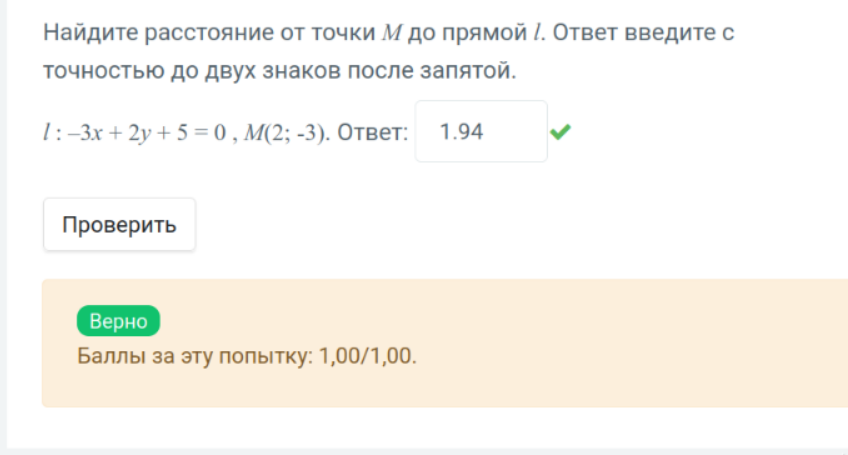 Найдите расстояние от точки M до прямой l. Ответ введите с
точностью до двух знаков после запятой.
l : –3x + 2y + 5 = 0 , M(2; -3). Ответ: 1.94
Проверить
Верно
Баллы за эту попытку: 1,00/1,00.